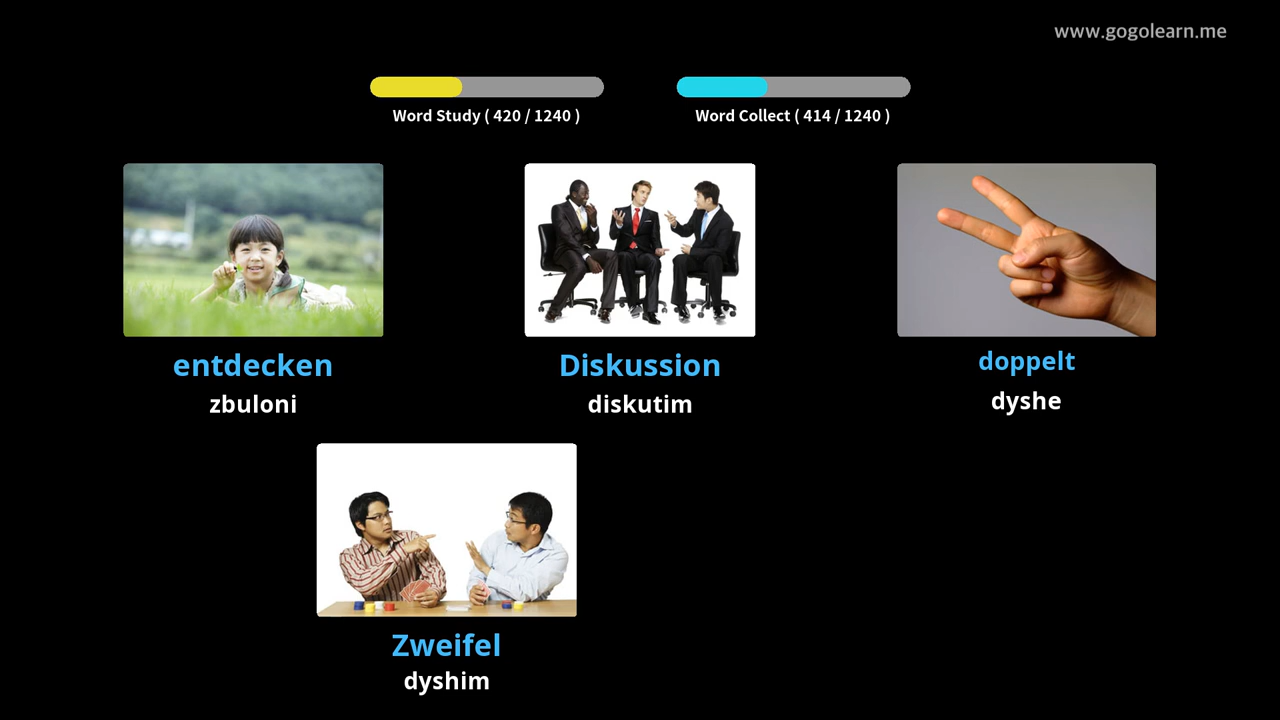 www.gogolearn.me
Word Study ( 420 / 1240 )
Word Collect ( 414 / 1240 )
entdecken
zbuloni
Diskussion
diskutim
doppelt
dyshe
Zweifel
dyshim